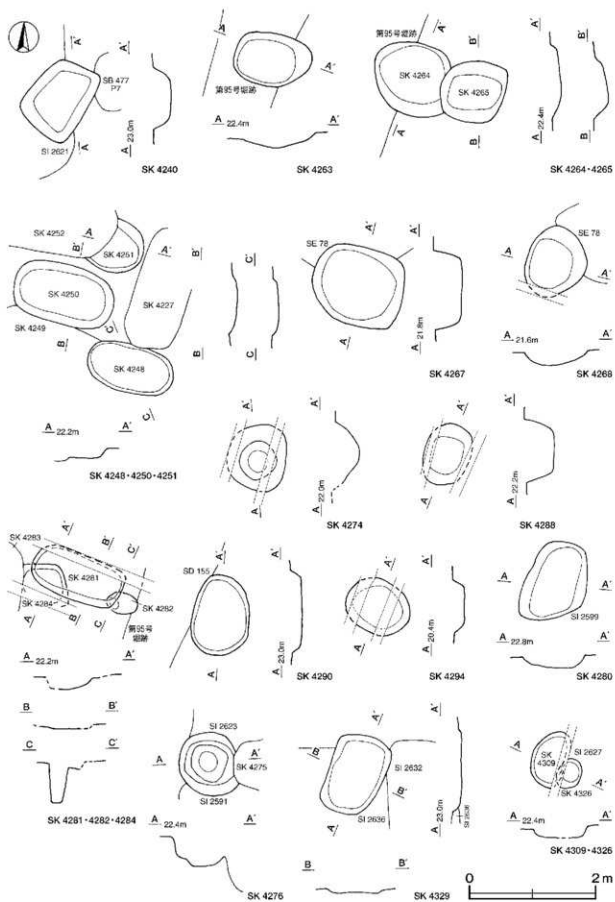 A A'
SB 477
P7
SI 2621
A 23.0m A'
SK 4240
A A'
第95号堀跡
A 22.4m A'
SK 4263
第95号堀跡
A A'
B B'
SK 4264
SK 4265
A 22.4m A'
B B'
SK 4264・4265
SK 4252
SK 4251
SK 4250
SK 4249
SK 4227
SK 4248
A A'
B B'
C C'
A 22.2m A'
B B'
C C'
SK 4248・4250・4251
SE 78
A A'
A 21.8m A'
SK 4267
SE 78
A A'
A 21.6m A'
SK 4268
A A'
A 22.0m A'
SK 4274
A A'
A 22.2m A'
SK 4288
SK 4283
SK 4281
SK 4284
SK 4282
第95号
堀跡
A A'
B B'
C C'
A 22.2m A'
B B'
C C'
SK 4281・4282・4284
SD 155
A A'
A 23.0m A'
SK 4290
A A'
A 20.4m A'
SK 4294
A A'
SI 2599
A 22.8m A'
SK 4280
SI 2623
A A'
SK 4275
SI 2591
A 22.4m A'
SK 4276
A A'
B B'
SI 2632
SI 2636
A 23.0m A'
SI 2636
B B'
SK 4329
A A'
SI 2627
SK
4309
SK 4326
A 22.4m A'
SK 4309・4326
0 2 m